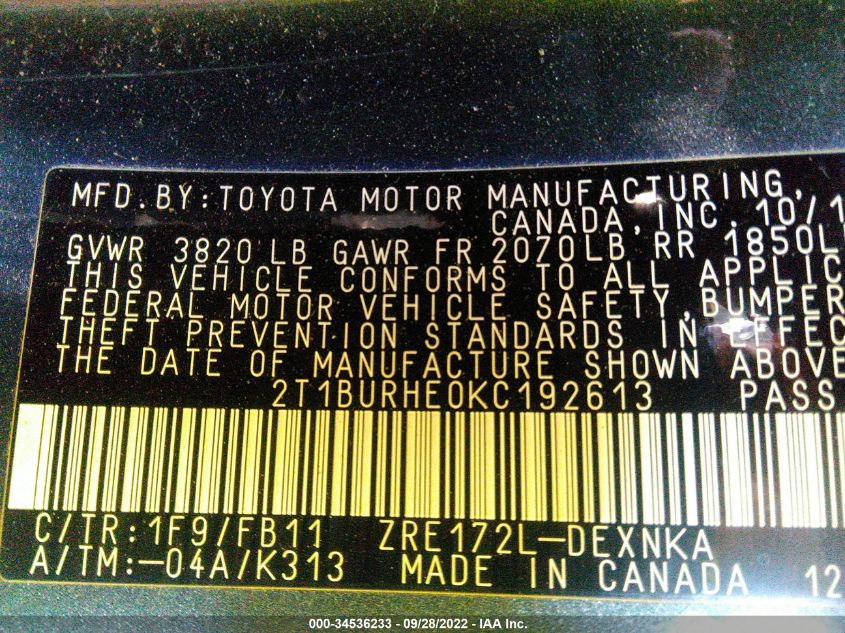 MFD.BY:TOYOTA MOTOR MANUFACTURING,
CANADA,INC.10/1
GVWR 3820 LB GAWR FR 2070LB RR 1850L
THIS VEHICLE CONFORMS TO ALL APPLIC
FEDERAL MOTOR VEHICLE SAFETY,BUMPER
THEFT PREVENTION STANDARDS IN EFFEC
THE DATE OF MANUFACTURE SHOWN ABOVE
2T1BURHE0KC192613 PASS
C/TR:1F9/FB11 ZRE172L-DEXNKA
A/TM:-04A/K313 MADE IN CANADA 12
000-34536233 - 09/28/2022 - IAA Inc.